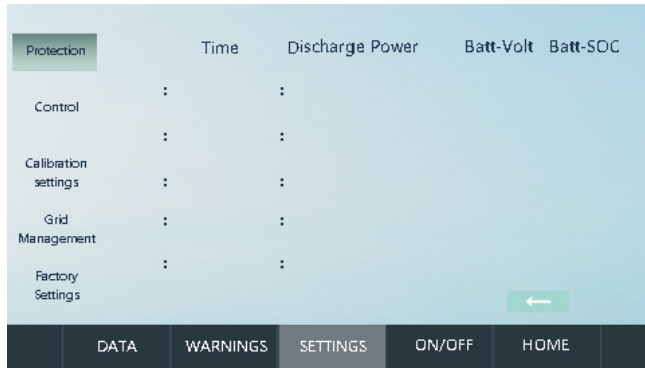 Protection
Time Discharge Power Batt-Volt Batt-SOC
Control
: :
: :
Calibration
settings
: :
Grid
Management
: :
Factory
Settings
: :
←
DATA WARNINGS SETTINGS ON/OFF HOME